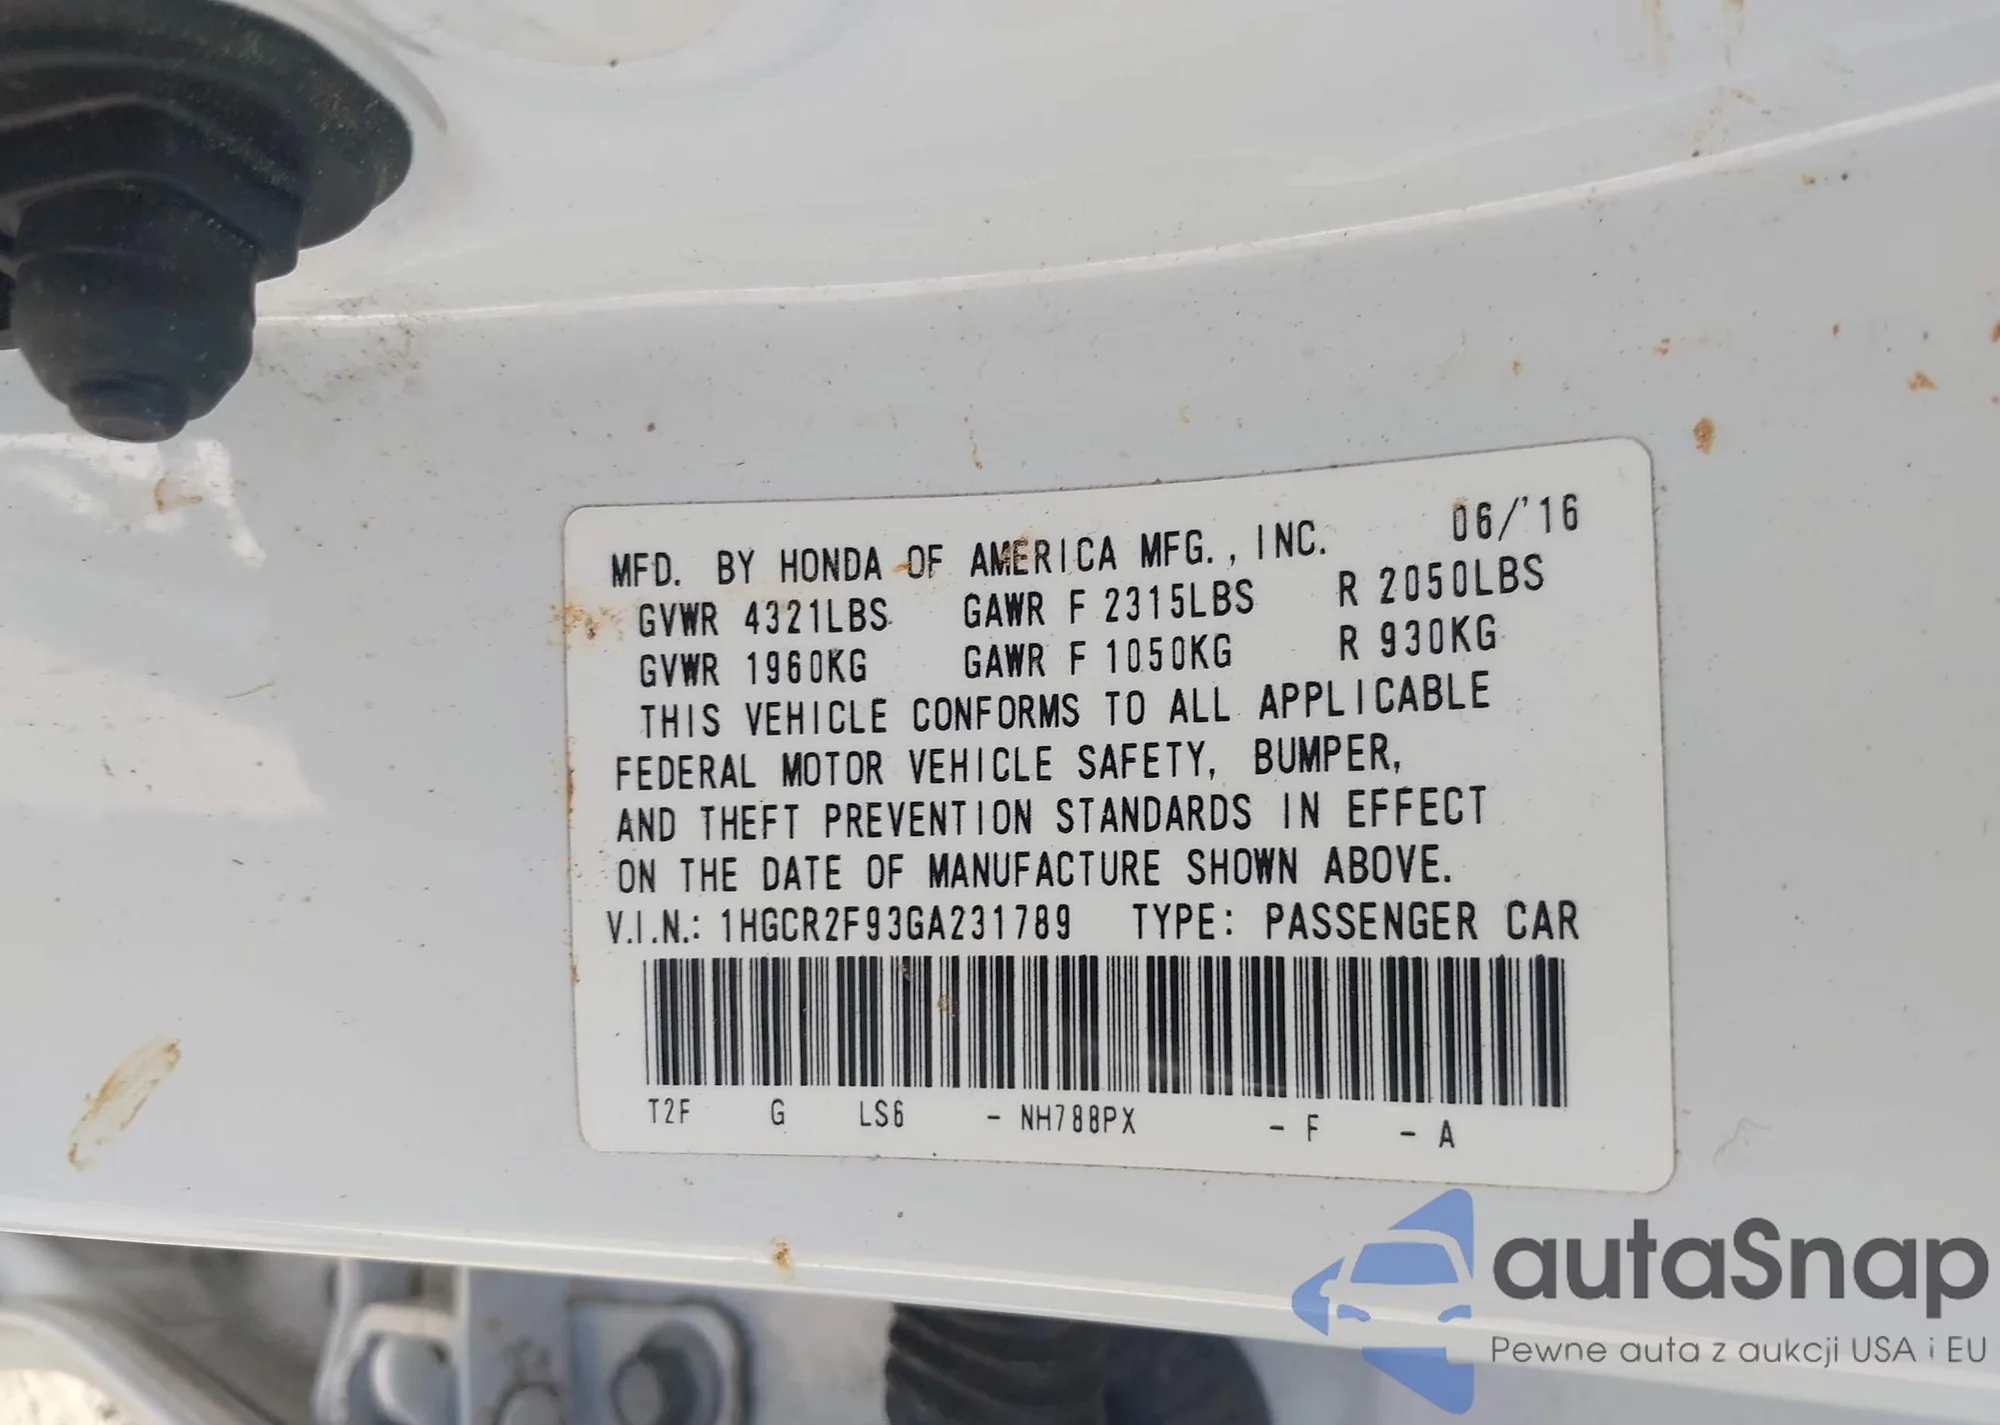 MFD. BY HONDA OF AMERICA MFG., INC. 06/'16
GVWR 4321LBS GAWR F 2315LBS R 2050LBS
GVWR 1960KG GAWR F 1050KG R 930KG
THIS VEHICLE CONFORMS TO ALL APPLICABLE
FEDERAL MOTOR VEHICLE SAFETY, BUMPER,
AND THEFT PREVENTION STANDARDS IN EFFECT
ON THE DATE OF MANUFACTURE SHOWN ABOVE.
V.I.N.: 1HGCR2F93GA231789 TYPE: PASSENGER CAR
T2F G LS6 - NH788PX - F - A
autaSnap
Pewne auta z aukcji USA i EU